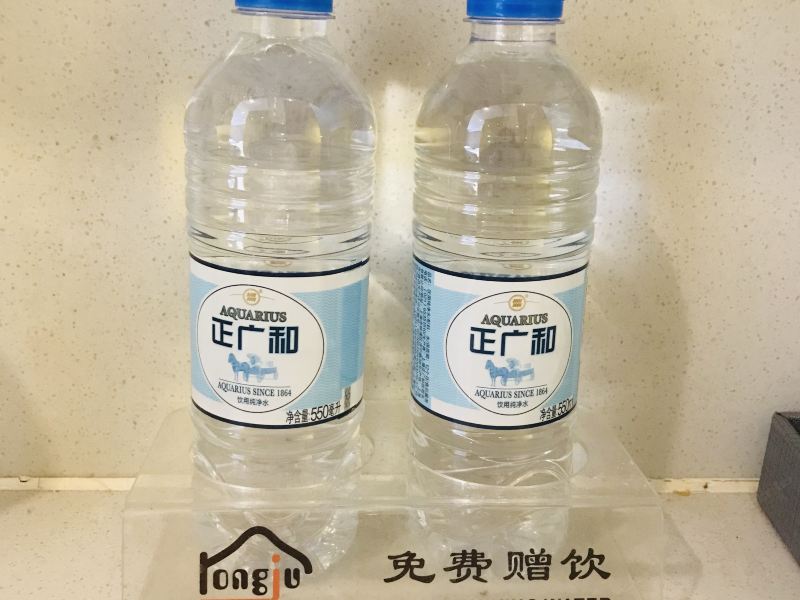 AQUARIUS
正广和
AQUARIUS SINCE 1864
饮用纯净水
净含量:550毫升
AQUARIUS
正广和
AQUARIUS SINCE 1864
饮用纯净水
净含量:550
Yongju
免费赠饮